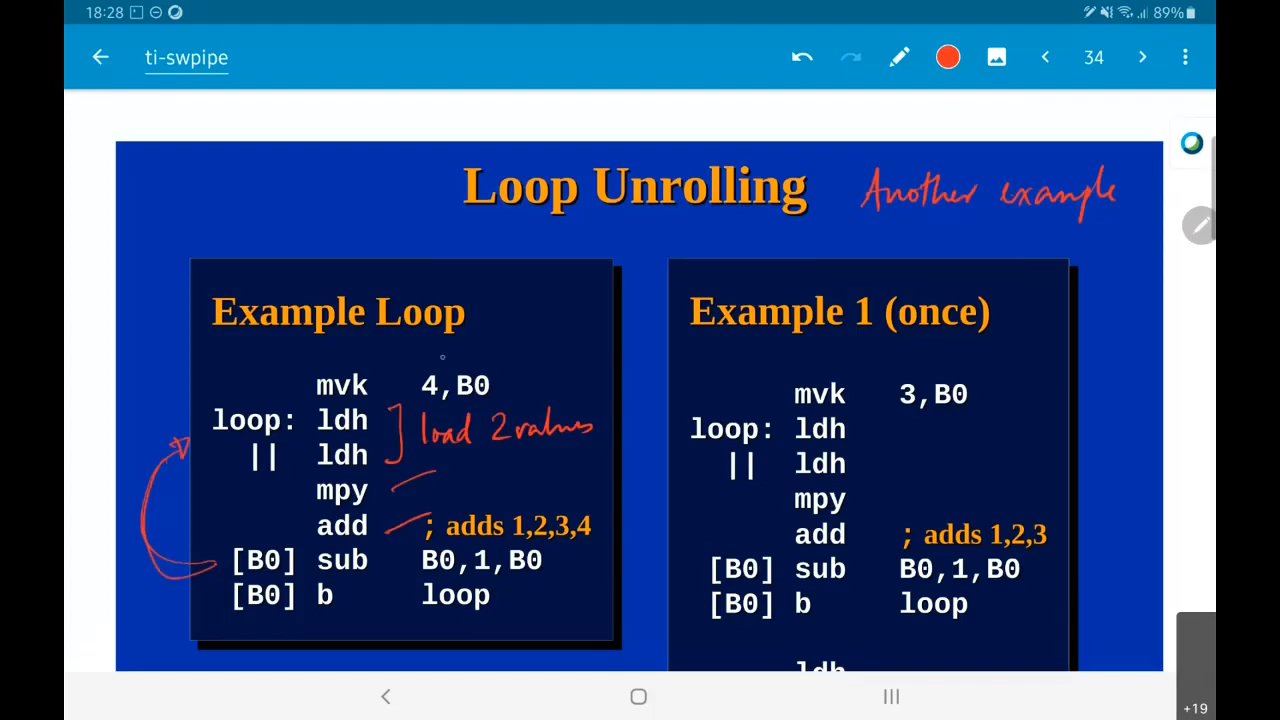 18:28
89%
ti-swpipe
34
Loop Unrolling Another example
Example Loop
mvk 4,B0
loop: ldh
|| ldh
load 2 values
mpy
add ; adds 1,2,3,4
[B0] sub B0,1,B0
[B0] b loop
Example 1 (once)
mvk 3,B0
loop: ldh
|| ldh
mpy
add ; adds 1,2,3
[B0] sub B0,1,B0
[B0] b loop
ldh
+19